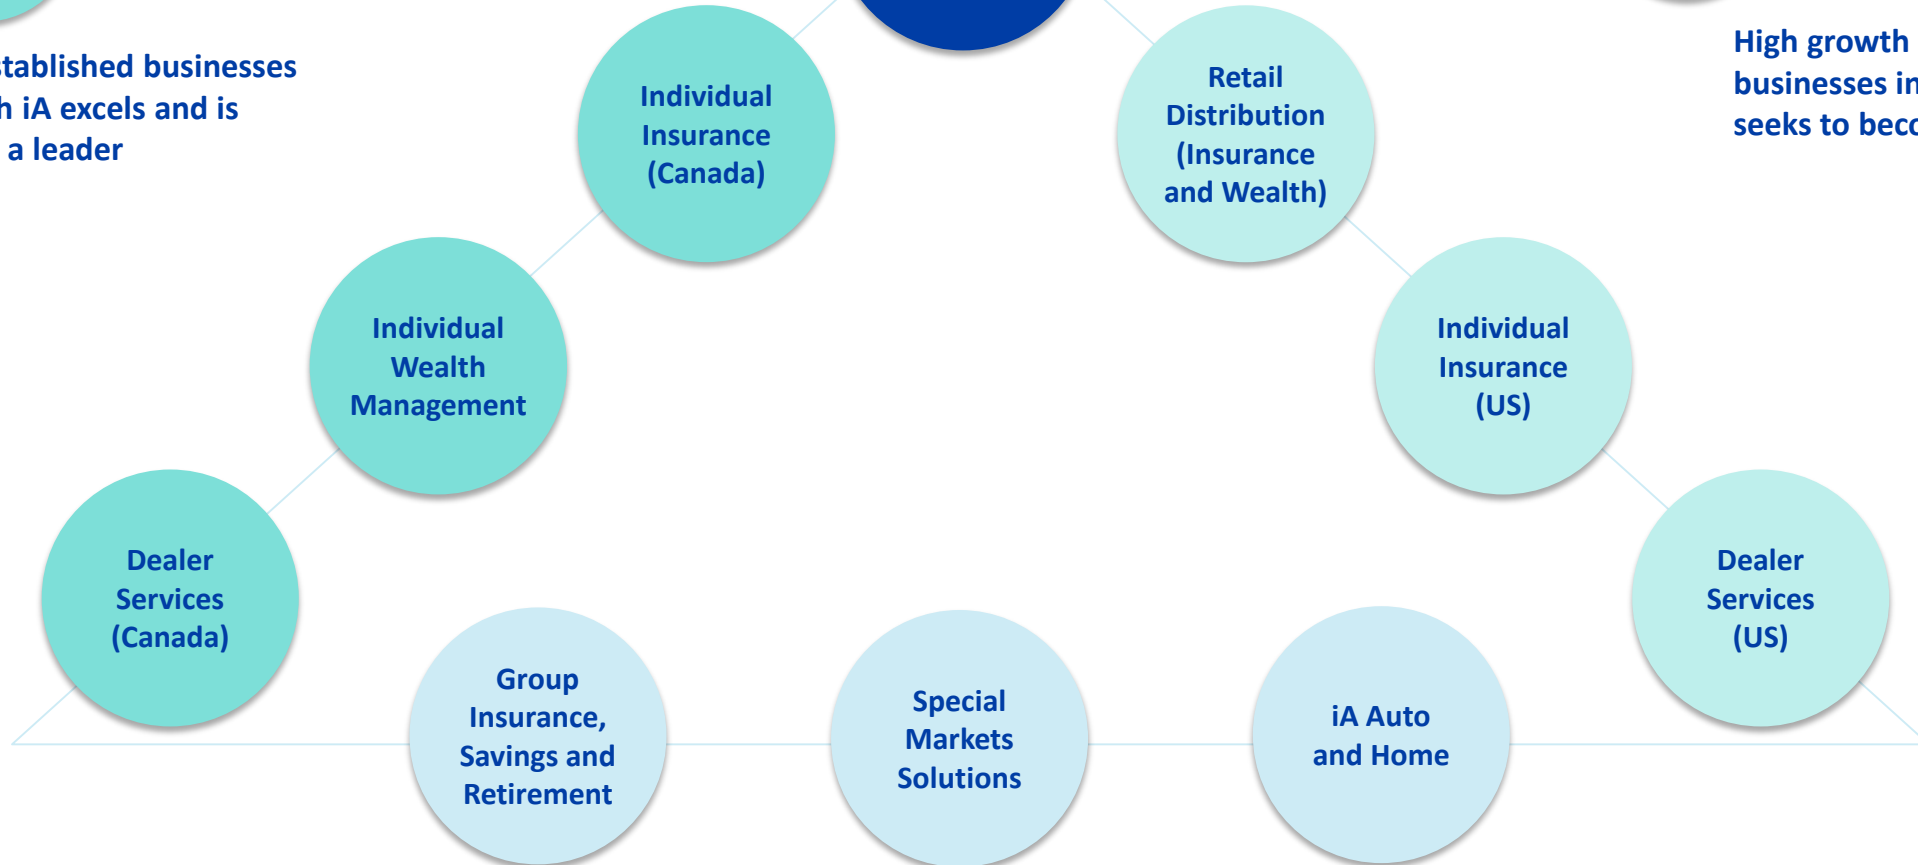 businesses
iA excels and is
a leader
High growth
businesses in
seeks to
Individual
Insurance
(Canada)
Retail
Distribution
(Insurance
and Wealth)
Individual
Wealth
Management
Individual
Insurance
(US)
Dealer
Services
(Canada)
Dealer
Services
(US)
Group
Insurance,
Savings and
Retirement
Special
Markets
Solutions
iA Auto
and Home